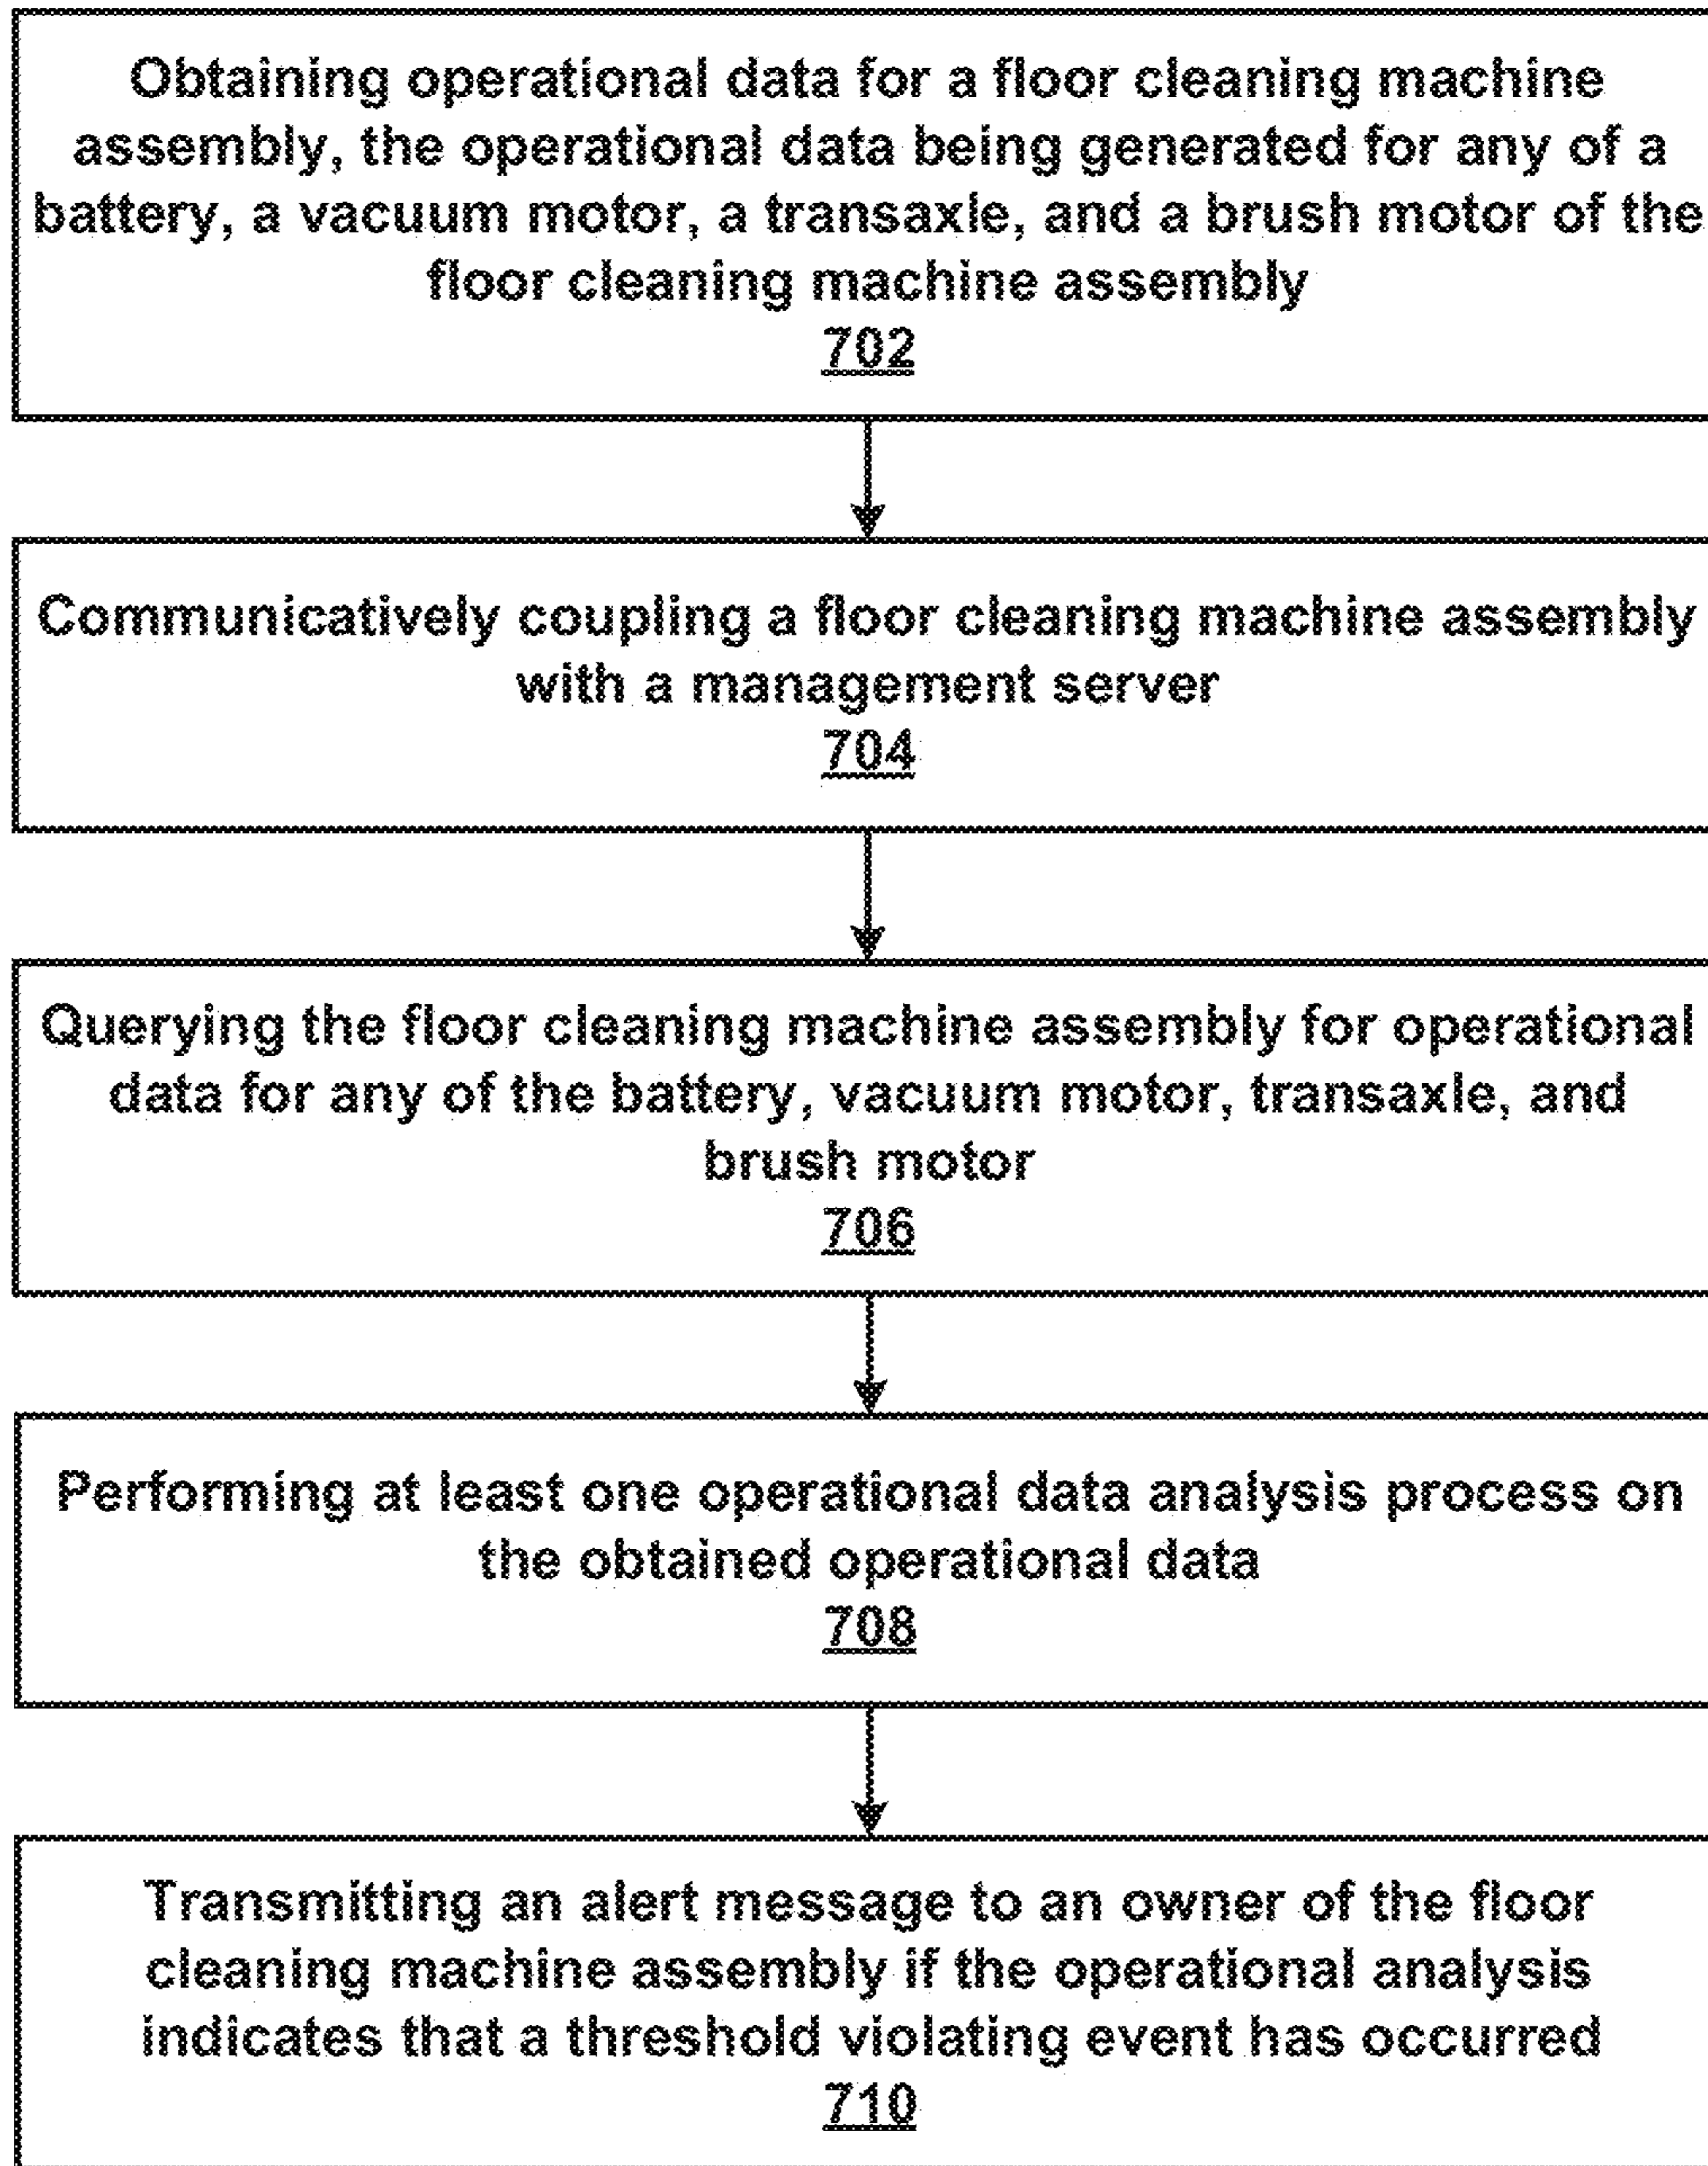 Obtaining operational data for a floor cleaning machine
assembly, the operational data being generated for any of a
battery, a vacuum motor, a transaxle, and a brush motor of the
floor cleaning machine assembly
702
Communicatively coupling a floor cleaning machine assembly
with a management server
704
Querying the floor cleaning machine assembly for operational
data for any of the battery, vacuum motor, transaxle, and
brush motor
706
Performing at least one operational data analysis process on
the obtained operational data
708
Transmitting an alert message to an owner of the floor
cleaning machine assembly if the operational analysis
indicates that a threshold violating event has occurred
710